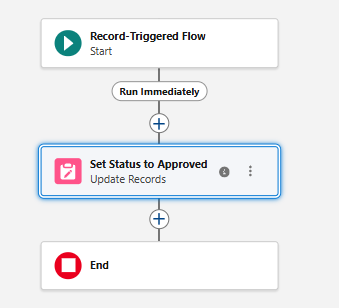 Record-Triggered Flow
Start
Run Immediately
Set Status to Approved
Update Records
End